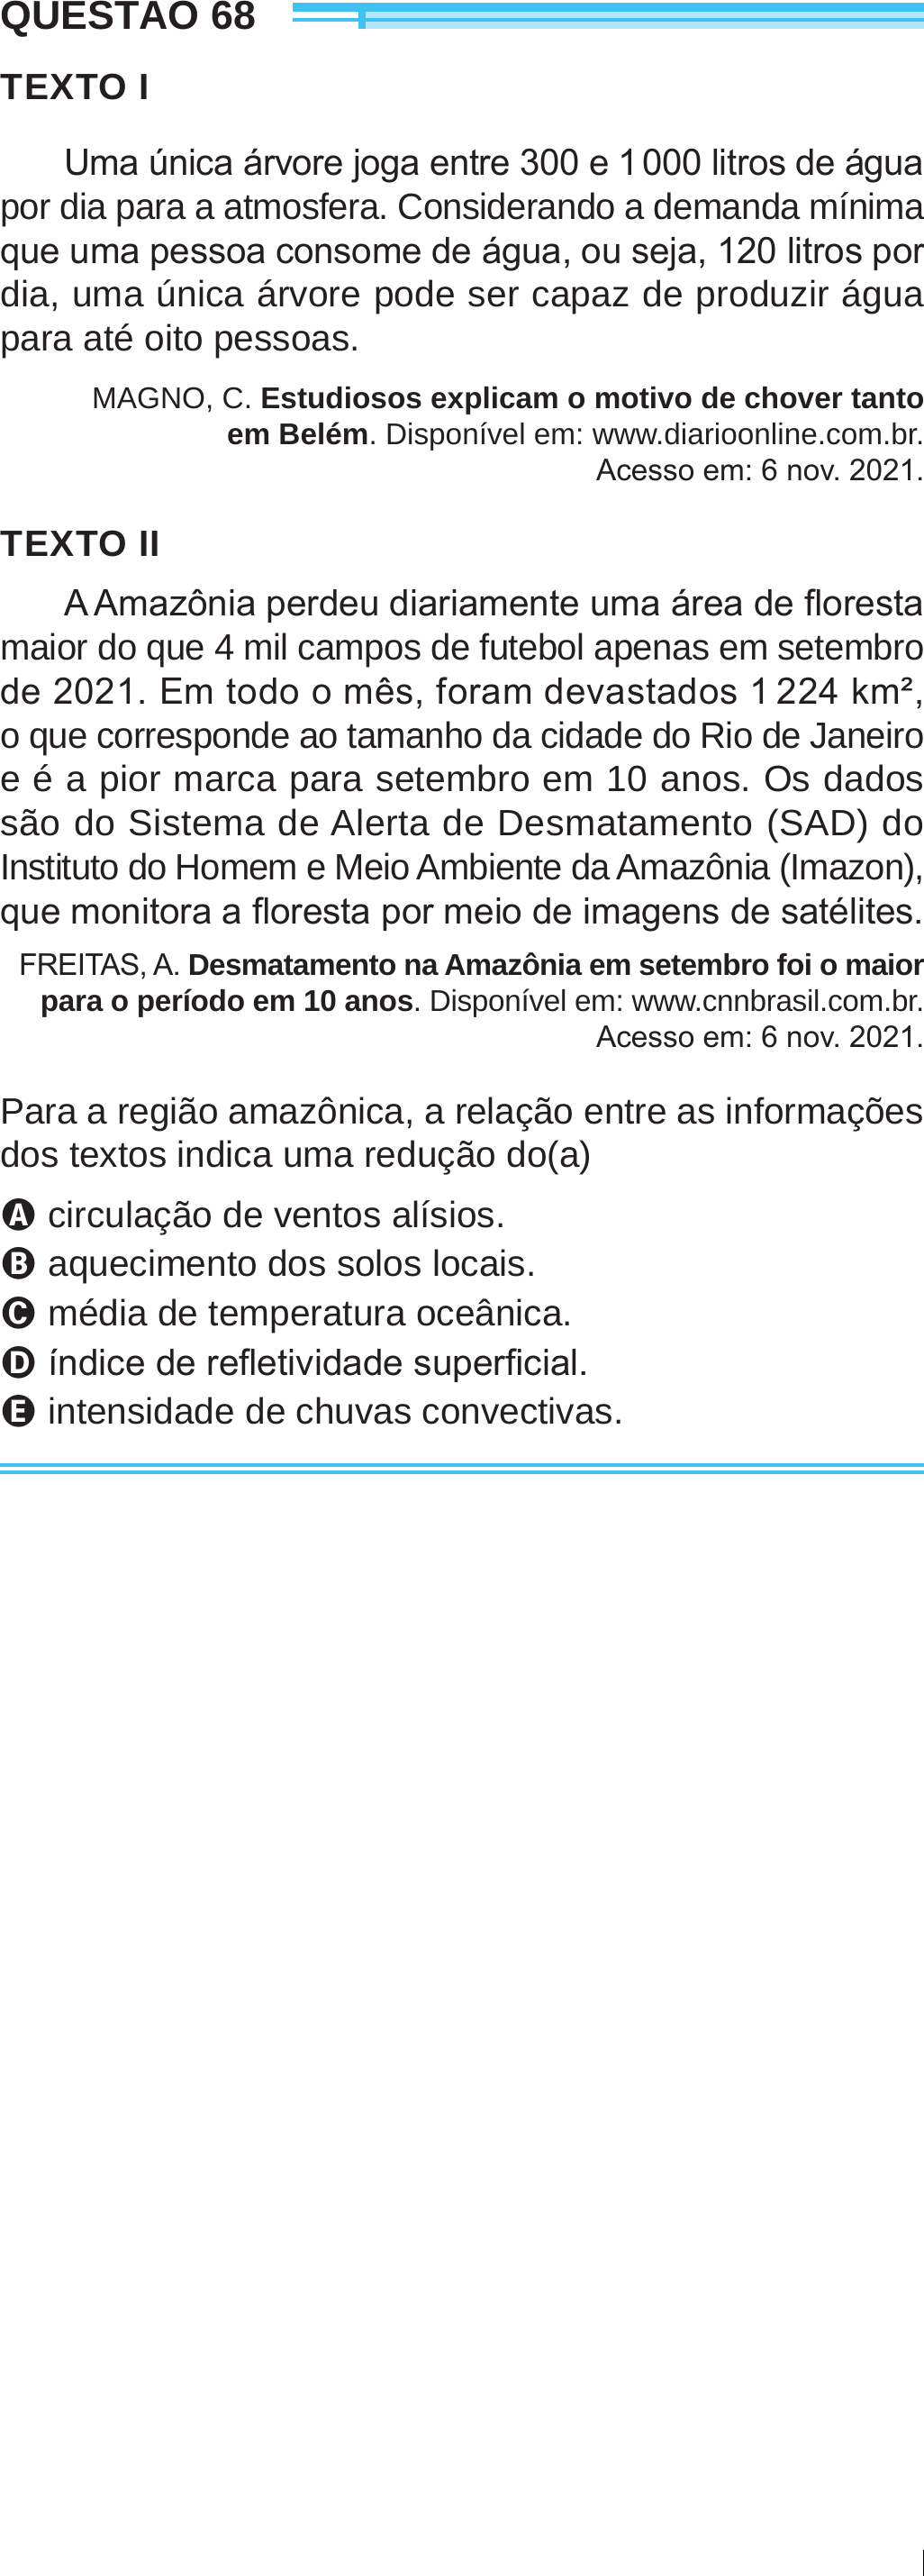 QUESTÃO 68
TEXTO I
Uma única árvore joga entre 300 e 1 000 litros de água
por dia para a atmosfera. Considerando a demanda mínima
que uma pessoa consome de água, ou seja, 120 litros por
dia, uma única árvore pode ser capaz de produzir água
para até oito pessoas.
MAGNO, C. Estudiosos explicam o motivo de chover tanto
em Belém. Disponível em: www.diarioonline.com.br.
Acesso em: 6 nov. 2021.
TEXTO II
A Amazônia perdeu diariamente uma área de floresta
maior do que 4 mil campos de futebol apenas em setembro
de 2021. Em todo o mês, foram devastados 1 224 km²,
o que corresponde ao tamanho da cidade do Rio de Janeiro
e é a pior marca para setembro em 10 anos. Os dados
são do Sistema de Alerta de Desmatamento (SAD) do
Instituto do Homem e Meio Ambiente da Amazônia (Imazon),
que monitora a floresta por meio de imagens de satélites.
FREITAS, A. Desmatamento na Amazônia em setembro foi o maior
para o período em 10 anos. Disponível em: www.cnnbrasil.com.br.
Acesso em: 6 nov. 2021.
Para a região amazônica, a relação entre as informações
dos textos indica uma redução do(a)
A circulação de ventos alísios.
B aquecimento dos solos locais.
C média de temperatura oceânica.
D índice de refletividade superficial.
E intensidade de chuvas convectivas.